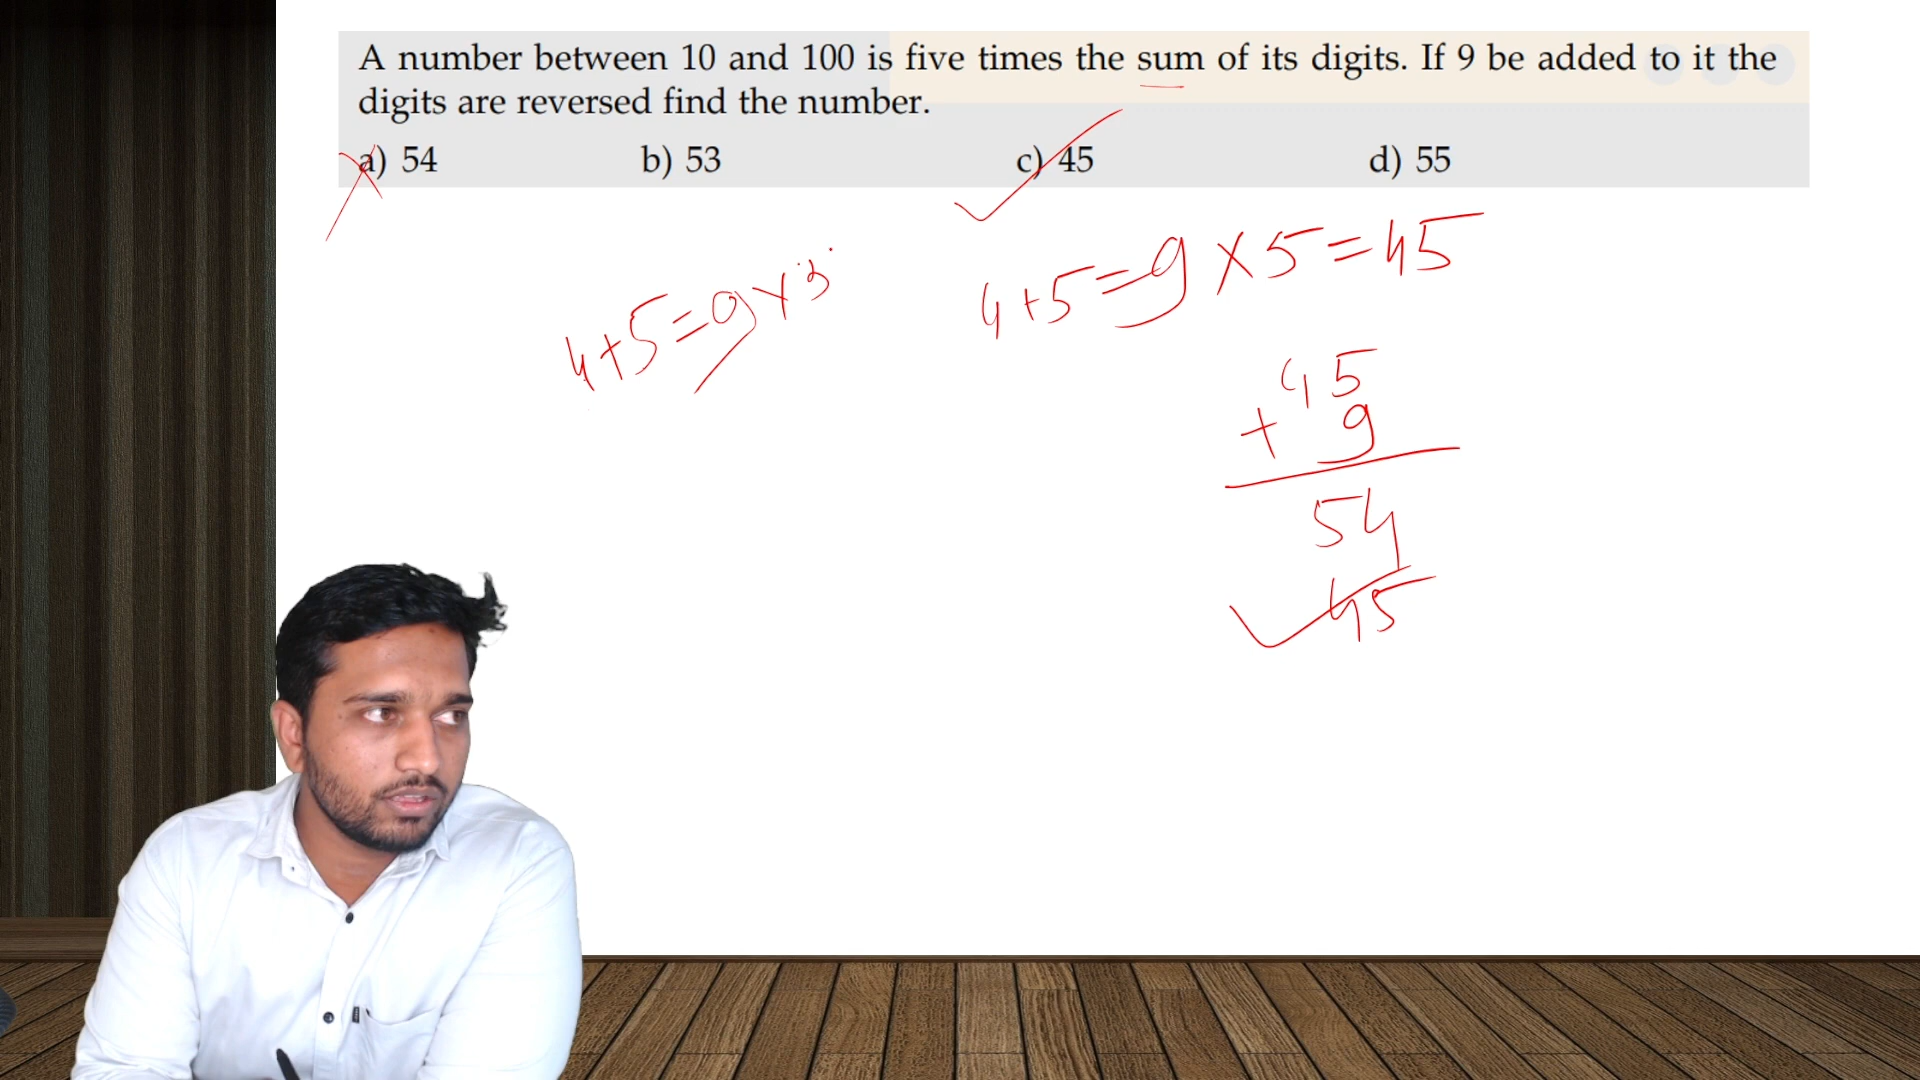 A number between 10 and 100 is five times the sum of its digits. If 9 be added to it the
digits are reversed find the number.
a) 54 b) 53 c) 45 d) 55
4+5=9×5=45
4+5=9×
45
+ 9
54
45